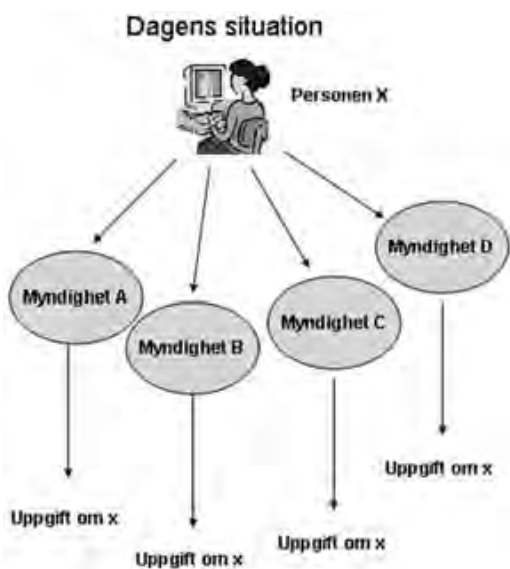 Dagens situation
Personen X
Myndighet A
Myndighet B
Myndighet C
Myndighet D
Uppgift om x
Uppgift om x
Uppgift om x
Uppgift om x